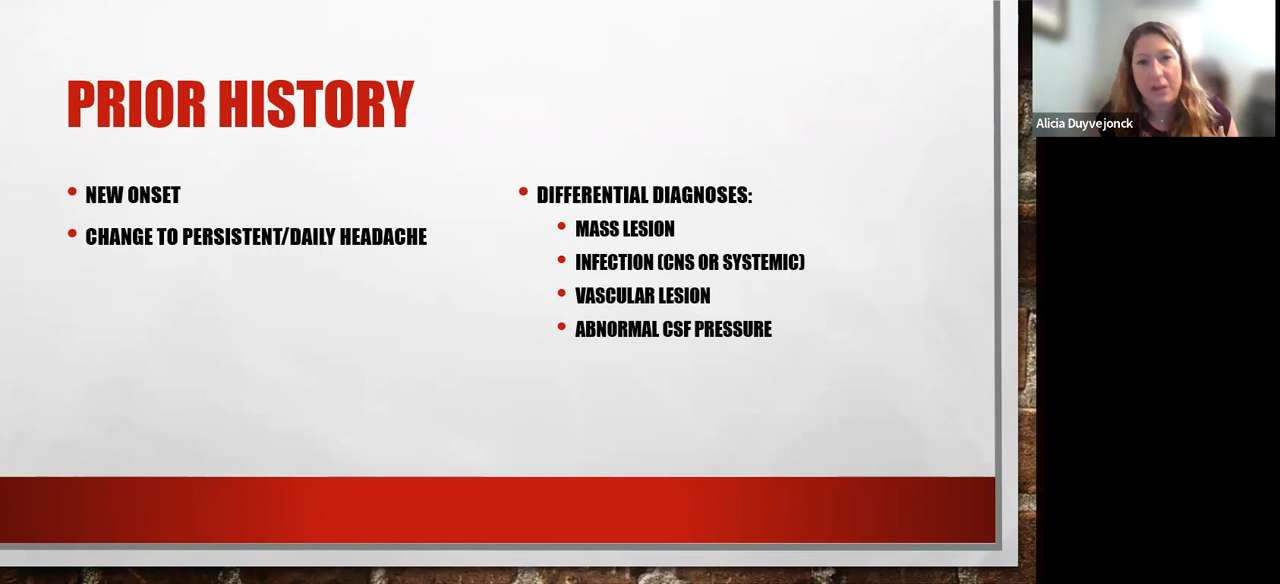 PRIOR HISTORY
NEW ONSET
CHANGE TO PERSISTENT/DAILY HEADACHE
DIFFERENTIAL DIAGNOSES:
MASS LESION
INFECTION (CNS OR SYSTEMIC)
VASCULAR LESION
ABNORMAL CSF PRESSURE
Alicia Duyvejonck